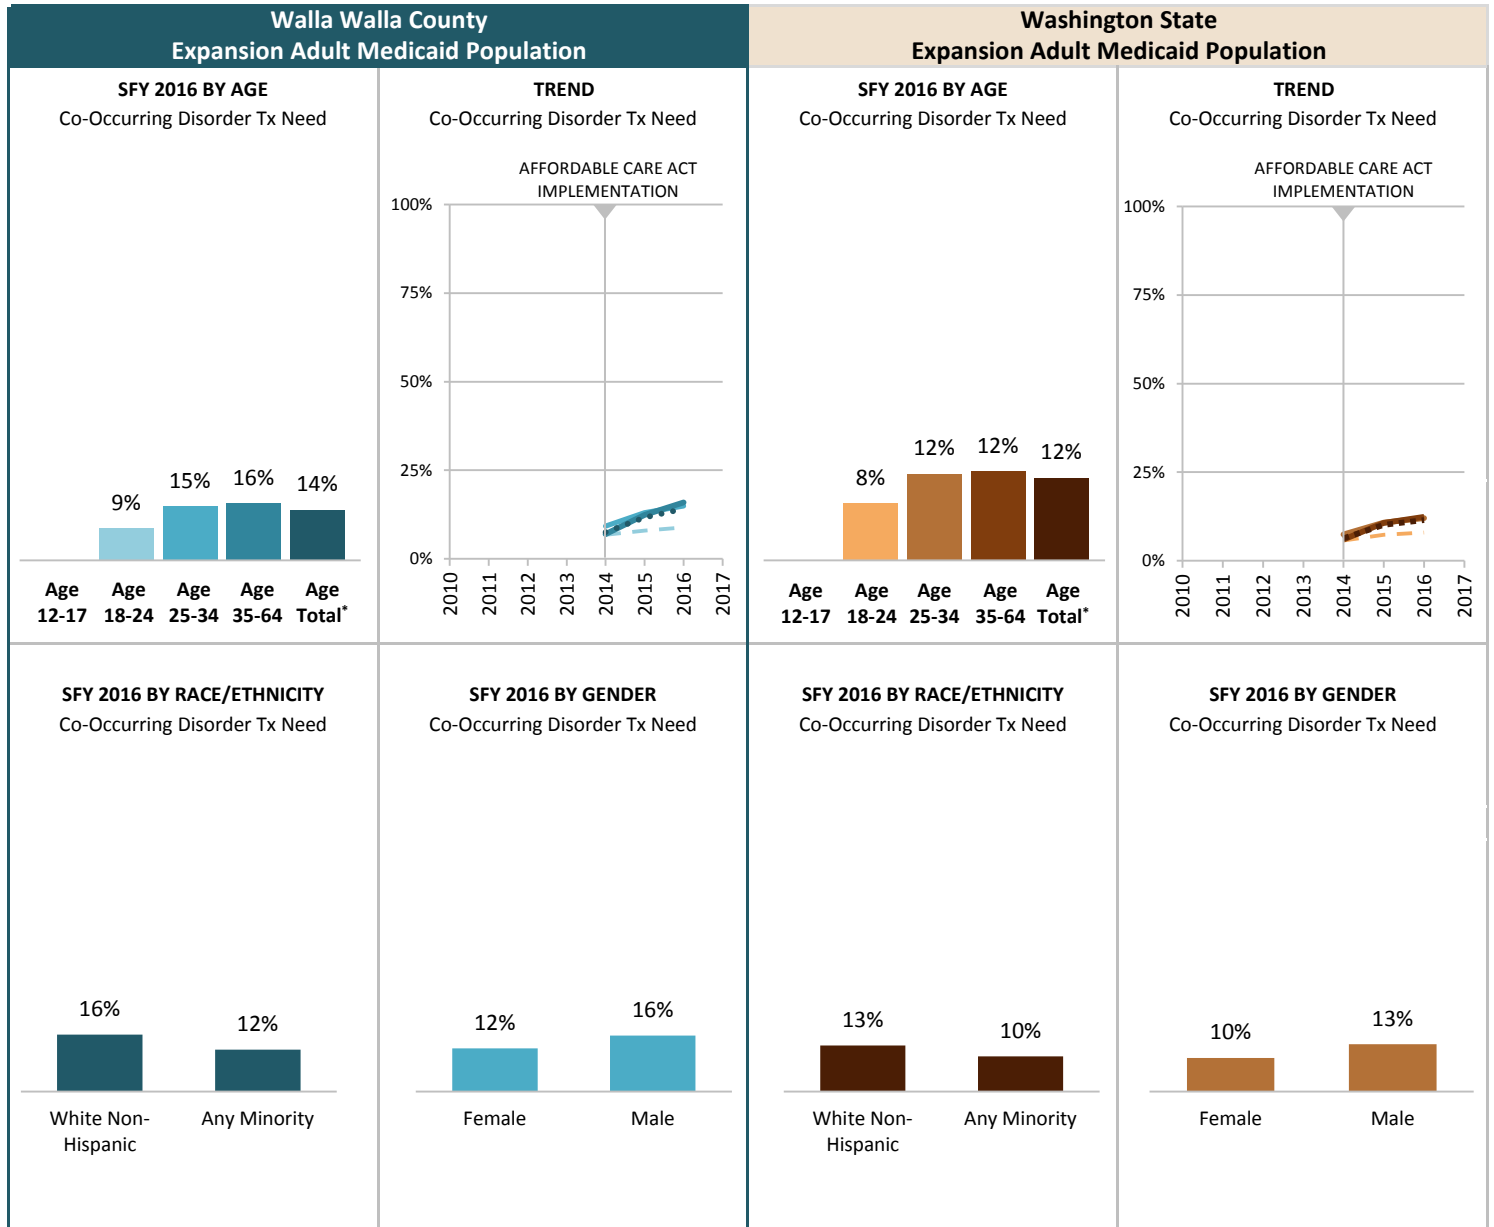 Walla Walla County
Expansion Adult Medicaid Population
Washington State
Expansion Adult Medicaid Population
SFY 2016 BY AGE
Co-Occurring Disorder Tx Need
9%
15%
16%
14%
Age 12-17
Age 18-24
Age 25-34
Age 35-64
Age Total*
TREND
Co-Occurring Disorder Tx Need
AFFORDABLE CARE ACT
IMPLEMENTATION
100%
75%
50%
25%
0%
2010
2011
2012
2013
2014
2015
2016
2017
SFY 2016 BY AGE
Co-Occurring Disorder Tx Need
8%
12%
12%
12%
Age 12-17
Age 18-24
Age 25-34
Age 35-64
Age Total*
TREND
Co-Occurring Disorder Tx Need
AFFORDABLE CARE ACT
IMPLEMENTATION
100%
75%
50%
25%
0%
2010
2011
2012
2013
2014
2015
2016
2017
SFY 2016 BY RACE/ETHNICITY
Co-Occurring Disorder Tx Need
16%
12%
White Non-
Hispanic
Any Minority
SFY 2016 BY GENDER
Co-Occurring Disorder Tx Need
12%
16%
Female
Male
SFY 2016 BY RACE/ETHNICITY
Co-Occurring Disorder Tx Need
13%
10%
White Non-
Hispanic
Any Minority
SFY 2016 BY GENDER
Co-Occurring Disorder Tx Need
10%
13%
Female
Male